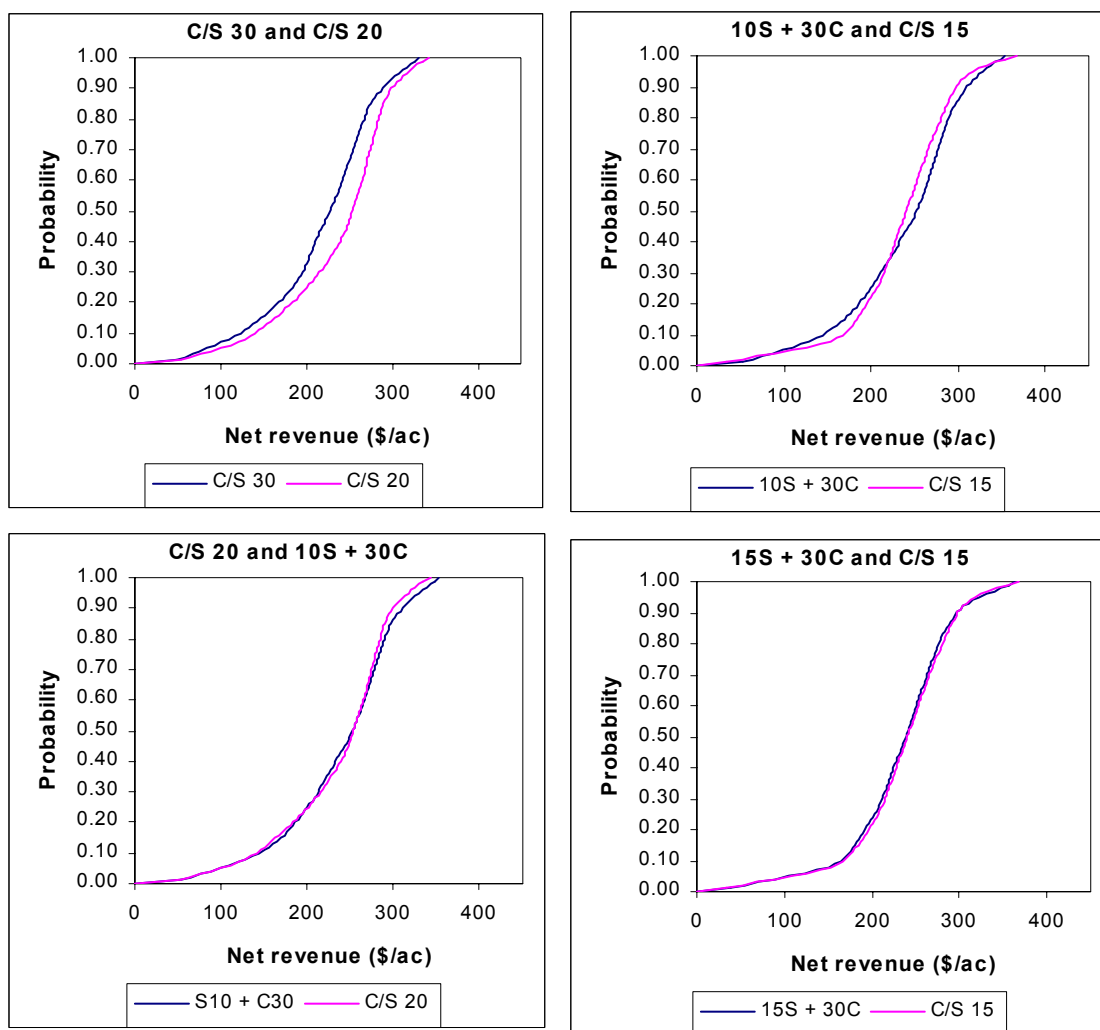 C/S 30 and C/S 20
1.00
0.90
0.80
0.70
0.60
0.50
0.40
0.30
0.20
0.10
0.00
Probability
0 100 200 300 400
Net revenue ($/ac)
C/S 30 C/S 20
10S + 30C and C/S 15
1.00
0.90
0.80
0.70
0.60
0.50
0.40
0.30
0.20
0.10
0.00
Probability
0 100 200 300 400
Net revenue ($/ac)
10S + 30C C/S 15
C/S 20 and 10S + 30C
1.00
0.90
0.80
0.70
0.60
0.50
0.40
0.30
0.20
0.10
0.00
Probability
0 100 200 300 400
Net revenue ($/ac)
S10 + C30 C/S 20
15S + 30C and C/S 15
1.00
0.90
0.80
0.70
0.60
0.50
0.40
0.30
0.20
0.10
0.00
Probability
0 100 200 300 400
Net revenue ($/ac)
15S + 30C C/S 15